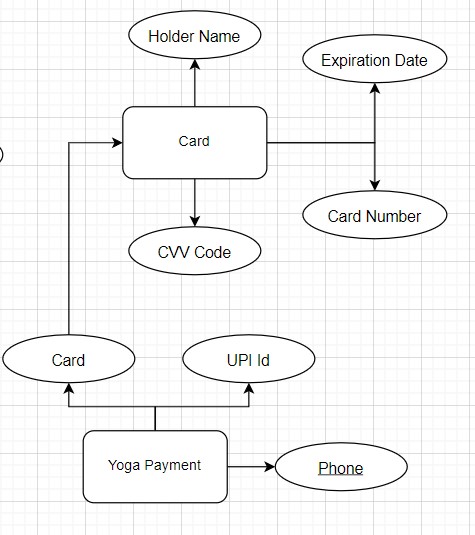 Holder Name
Expiration Date
Card
Card Number
CVV Code
Card
UPI Id
Yoga Payment
Phone